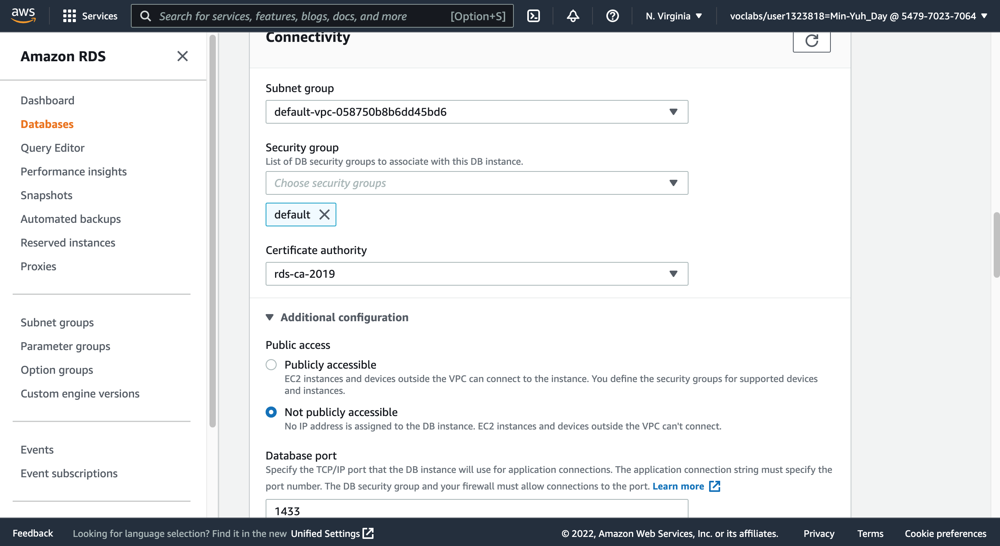 aws
Services
Search for services, features, blogs, docs, and more
[Option+S]
N. Virginia
voclabs/user1323818=Min-Yuh_Day @ 5479-7023-7064
Amazon RDS
Dashboard
Databases
Query Editor
Performance insights
Snapshots
Automated backups
Reserved instances
Proxies
Subnet groups
Parameter groups
Option groups
Custom engine versions
Events
Event subscriptions
Connectivity
Subnet group
default-vpc-058750b8b6dd45bd6
Security group
List of DB security groups to associate with this DB instance.
Choose security groups
default
Certificate authority
rds-ca-2019
Additional configuration
Public access
Publicly accessible
EC2 instances and devices outside the VPC can connect to the instance. You define the security groups for supported devices
and instances.
Not publicly accessible
No IP address is assigned to the DB instance. EC2 instances and devices outside the VPC can't connect.
Database port
Specify the TCP/IP port that the DB instance will use for application connections. The application connection string must specify the
port number. The DB security group and your firewall must allow connections to the port. Learn more
1433
Feedback
Looking for language selection? Find it in the new Unified Settings
© 2022, Amazon Web Services, Inc. or its affiliates.
Privacy
Terms
Cookie preferences